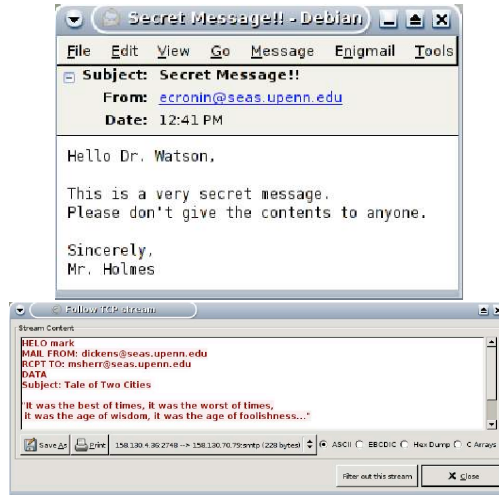 Secret Message!! - Debian
File Edit View Go Message Enigmail Tools
Subject: Secret Message!!
From: ecronin@seas.upenn.edu
Date: 12:41 PM
Hello Dr. Watson,
This is a very secret message.
Please don't give the contents to anyone.
Sincerely,
Mr. Holmes
Follow TCP stream
Stream Content
HELO mark
MAIL FROM: dickens@seas.upenn.edu
RCPT TO: msherr@seas.upenn.edu
DATA
Subject: Tale of Two Cities
"It was the best of times, it was the worst of times,
it was the age of wisdom, it was the age of foolishness..."
Save As Print 158.130.4.36:2748 --> 158.130.70.79:smtp (228 bytes) ASCII EBCDIC Hex Dump C Arrays
Filter out this stream Close